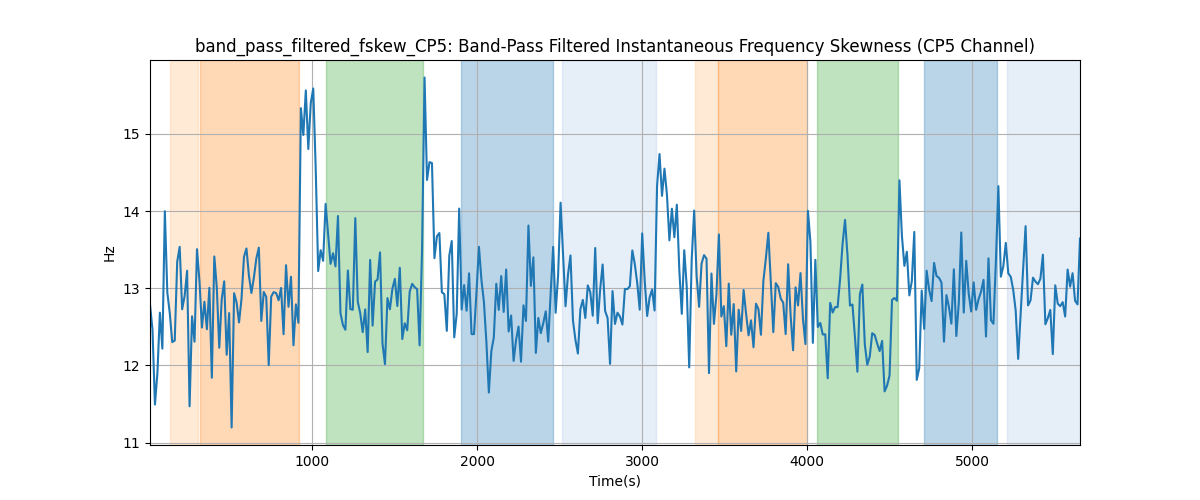 band_pass_filtered_fskew_CP5: Band-Pass Filtered Instantaneous Frequency Skewness (CP5 Channel)
Hz
15
14
13
12
11
1000 2000 3000 4000 5000
Time(s)